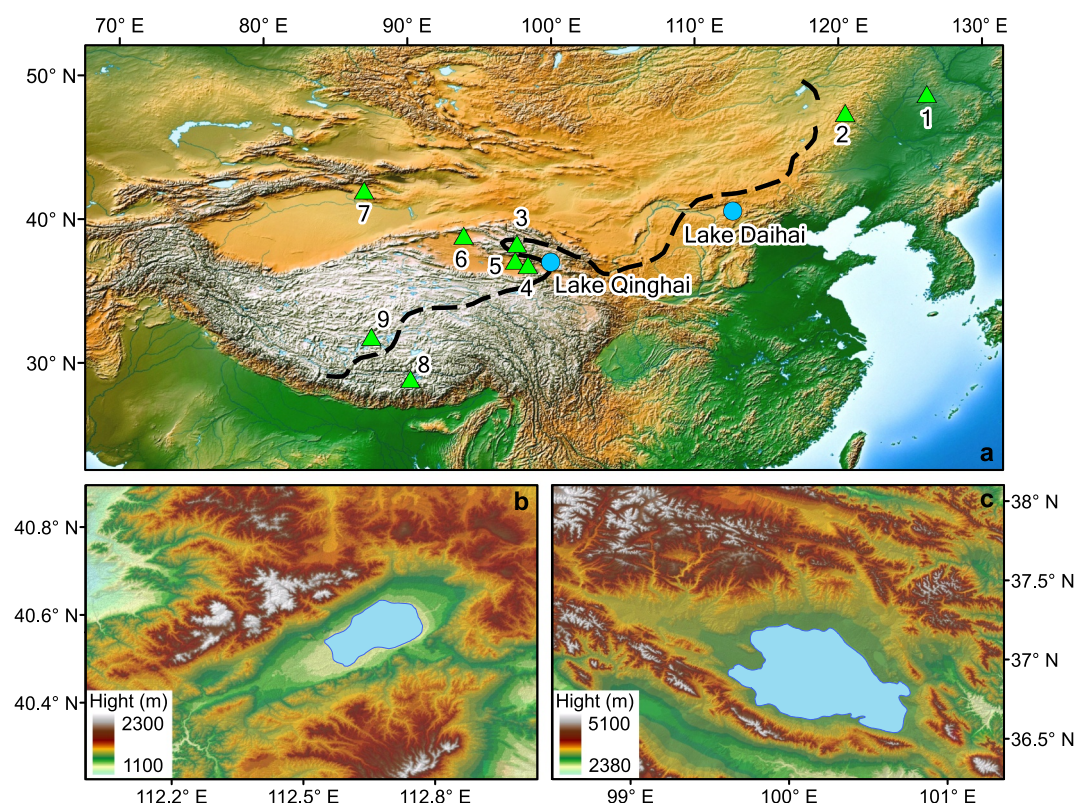 70° E 80° E 90° E 100° E 110° E 120° E 130° E
50° N
40° N
30° N
1
2
3
4
5
6
7
8
9
Lake Daihai
Lake Qinghai
a
b
40.8° N
40.6° N
40.4° N
Hight (m)
2300
1100
112.2° E 112.5° E 112.8° E
c
38° N
37.5° N
37° N
36.5° N
Hight (m)
5100
2380
99° E 100° E 101° E